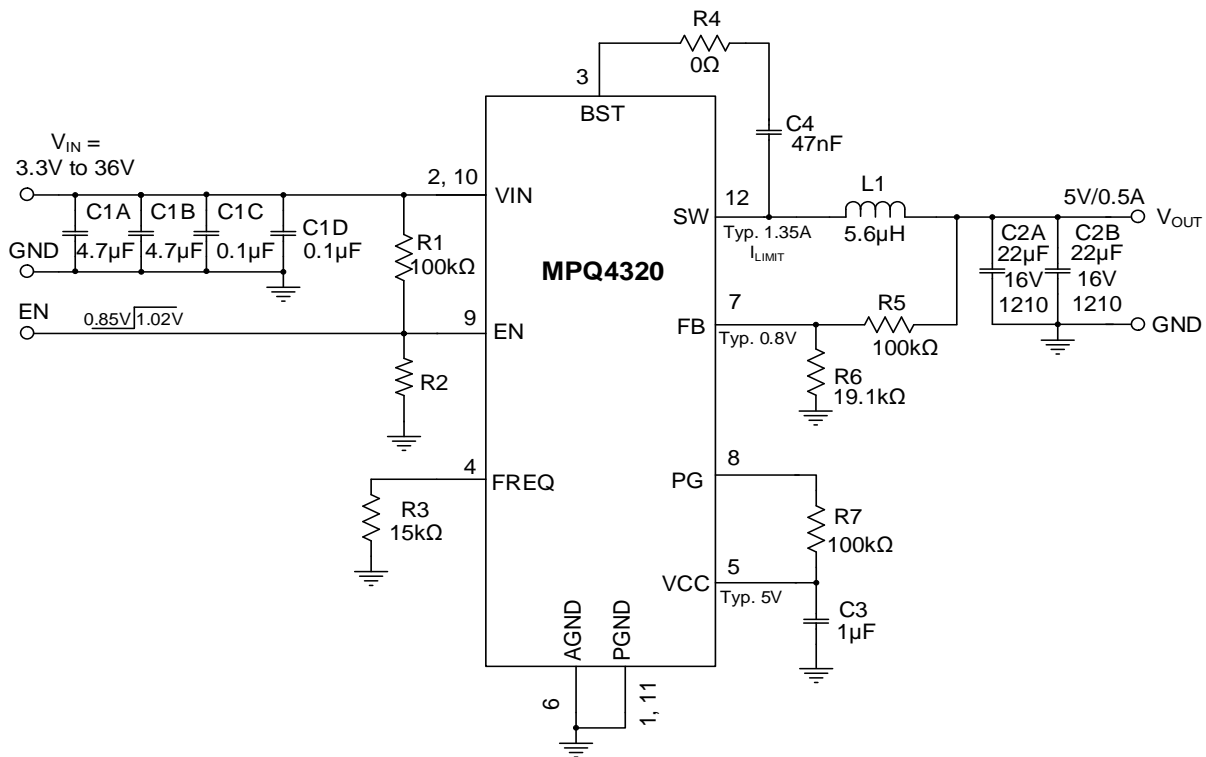 R4
0Ω
3
BST
C4
47nF
VIN =
3.3V to 36V
2, 10
VIN
C1A
4.7µF
C1B
4.7µF
C1C
0.1µF
C1D
0.1µF
GND
R1
100kΩ
EN
0.85V
1.02V
9
EN
R2
MPQ4320
12
SW
Typ. 1.35A
ILIMIT
L1
5.6µH
5V/0.5A
VOUT
C2A
22µF
16V
1210
C2B
22µF
16V
1210
GND
7
FB
Typ. 0.8V
R5
100kΩ
R6
19.1kΩ
4
FREQ
R3
15kΩ
8
PG
R7
100kΩ
5
VCC
Typ. 5V
C3
1µF
AGND
PGND
6
1, 11